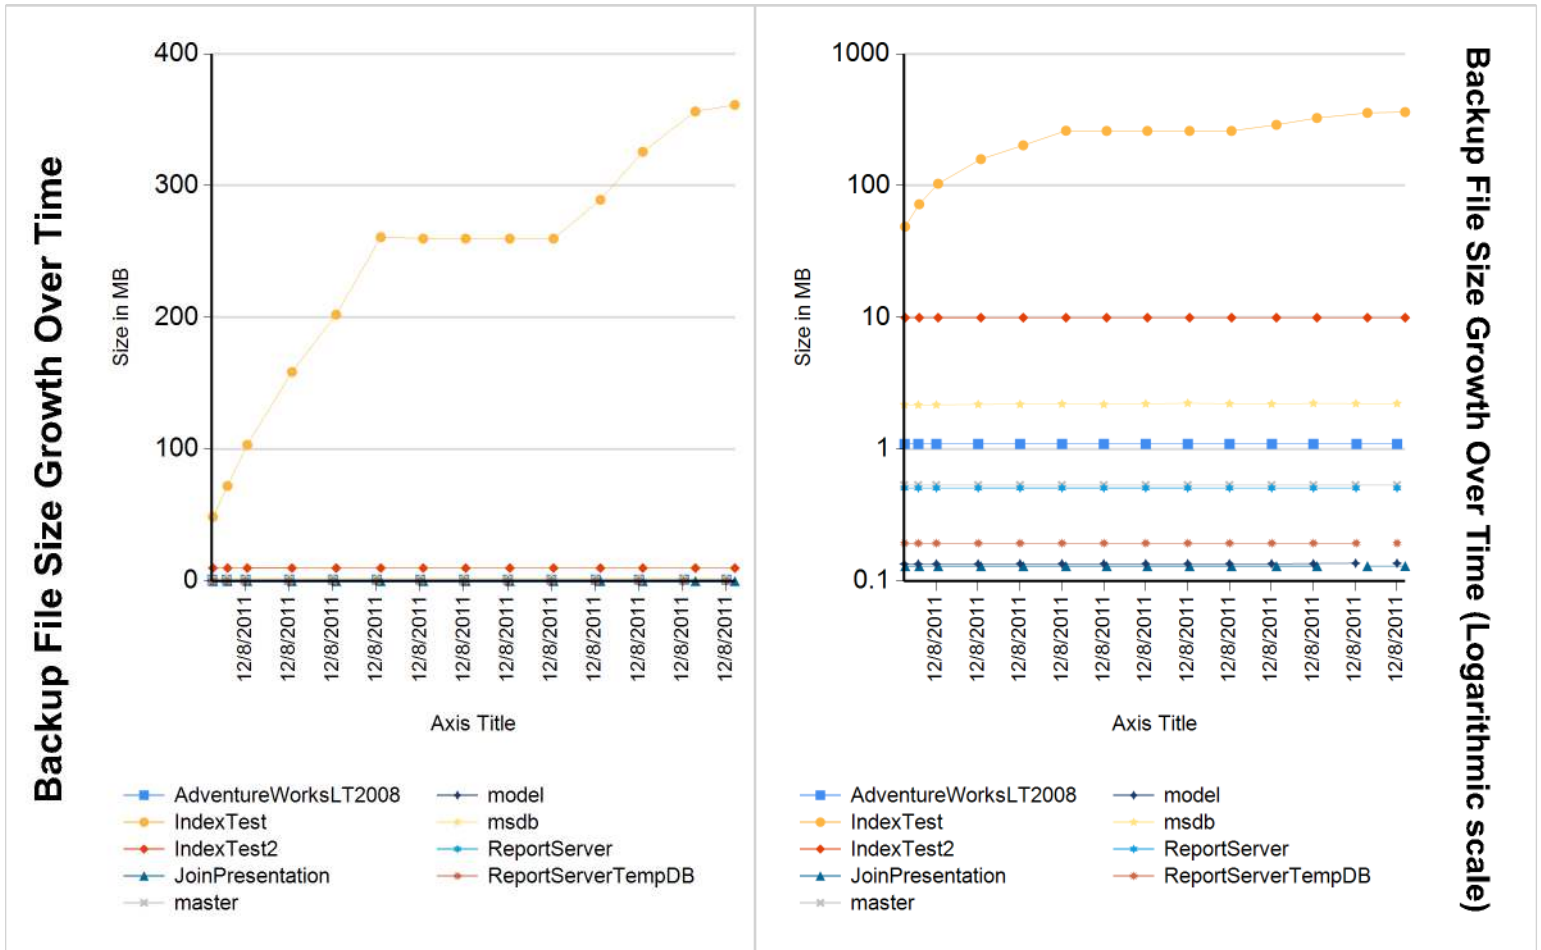 Backup File Size Growth Over Time
Size in MB
400
300
200
100
0
12/8/2011
12/8/2011
12/8/2011
12/8/2011
12/8/2011
12/8/2011
12/8/2011
12/8/2011
12/8/2011
12/8/2011
12/8/2011
12/8/2011
Axis Title
AdventureWorksLT2008
IndexTest
IndexTest2
JoinPresentation
master
model
msdb
ReportServer
ReportServerTempDB
Backup File Size Growth Over Time (Logarithmic scale)
Size in MB
1000
100
10
1
0.1
12/8/2011
12/8/2011
12/8/2011
12/8/2011
12/8/2011
12/8/2011
12/8/2011
12/8/2011
12/8/2011
12/8/2011
12/8/2011
12/8/2011
Axis Title
AdventureWorksLT2008
IndexTest
IndexTest2
JoinPresentation
master
model
msdb
ReportServer
ReportServerTempDB